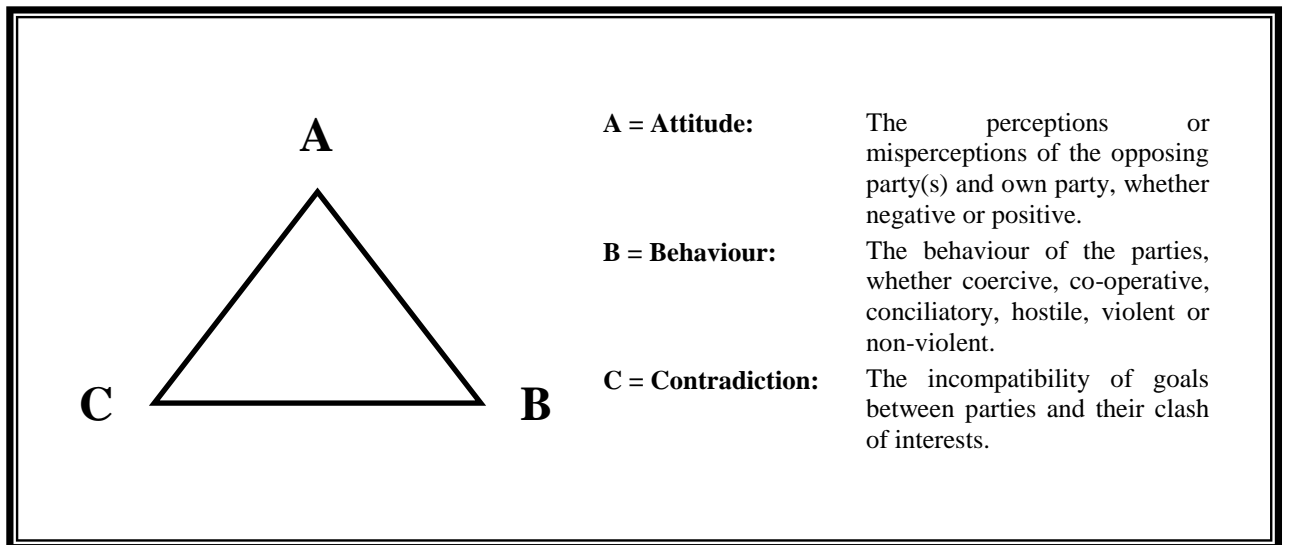 A
C
B
A = Attitude:
The perceptions or
misperceptions of the opposing
party(s) and own party, whether
negative or positive.
B = Behaviour:
The behaviour of the parties,
whether coercive, co-operative,
conciliatory, hostile, violent or
non-violent.
C = Contradiction:
The incompatibility of goals
between parties and their clash
of interests.